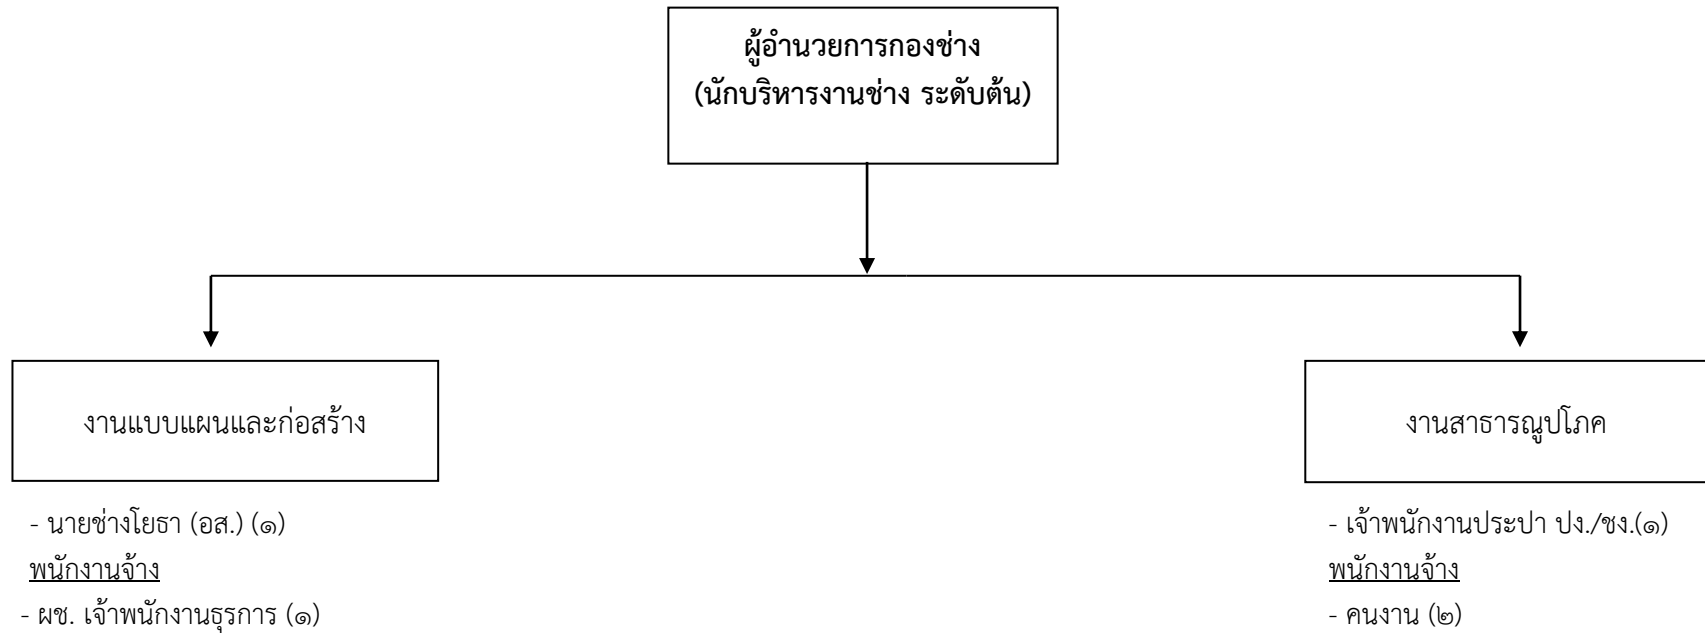 ผู้อำนวยการกองช่าง
(นักบริหารงานช่าง ระดับต้น)
งานแบบแผนและก่อสร้าง
- นายช่างโยธา (อส.) (๑)
พนักงานจ้าง
- ผช. เจ้าพนักงานธุรการ (๑)
งานสาธารณูปโภค
- เจ้าพนักงานประปา ปง./ชง.(๑)
พนักงานจ้าง
- คนงาน (๒)